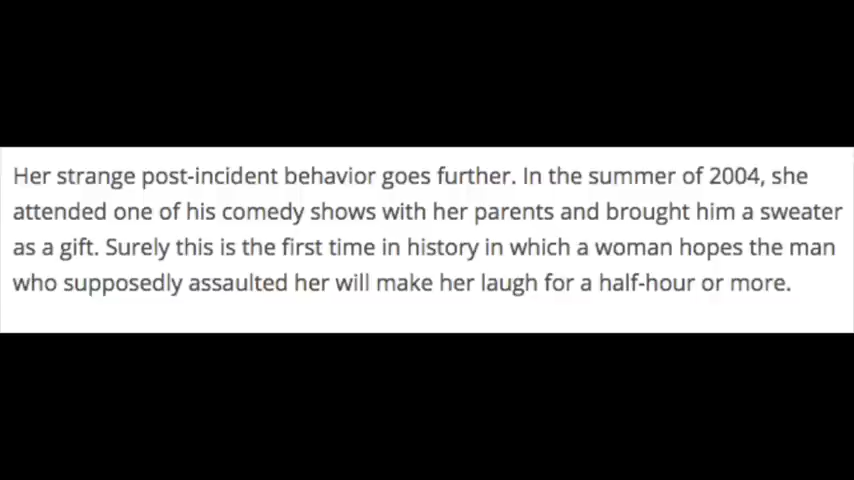 Her strange post-incident behavior goes further. In the summer of 2004, she
attended one of his comedy shows with her parents and brought him a sweater
as a gift. Surely this is the first time in history in which a woman hopes the man
who supposedly assaulted her will make her laugh for a half-hour or more.